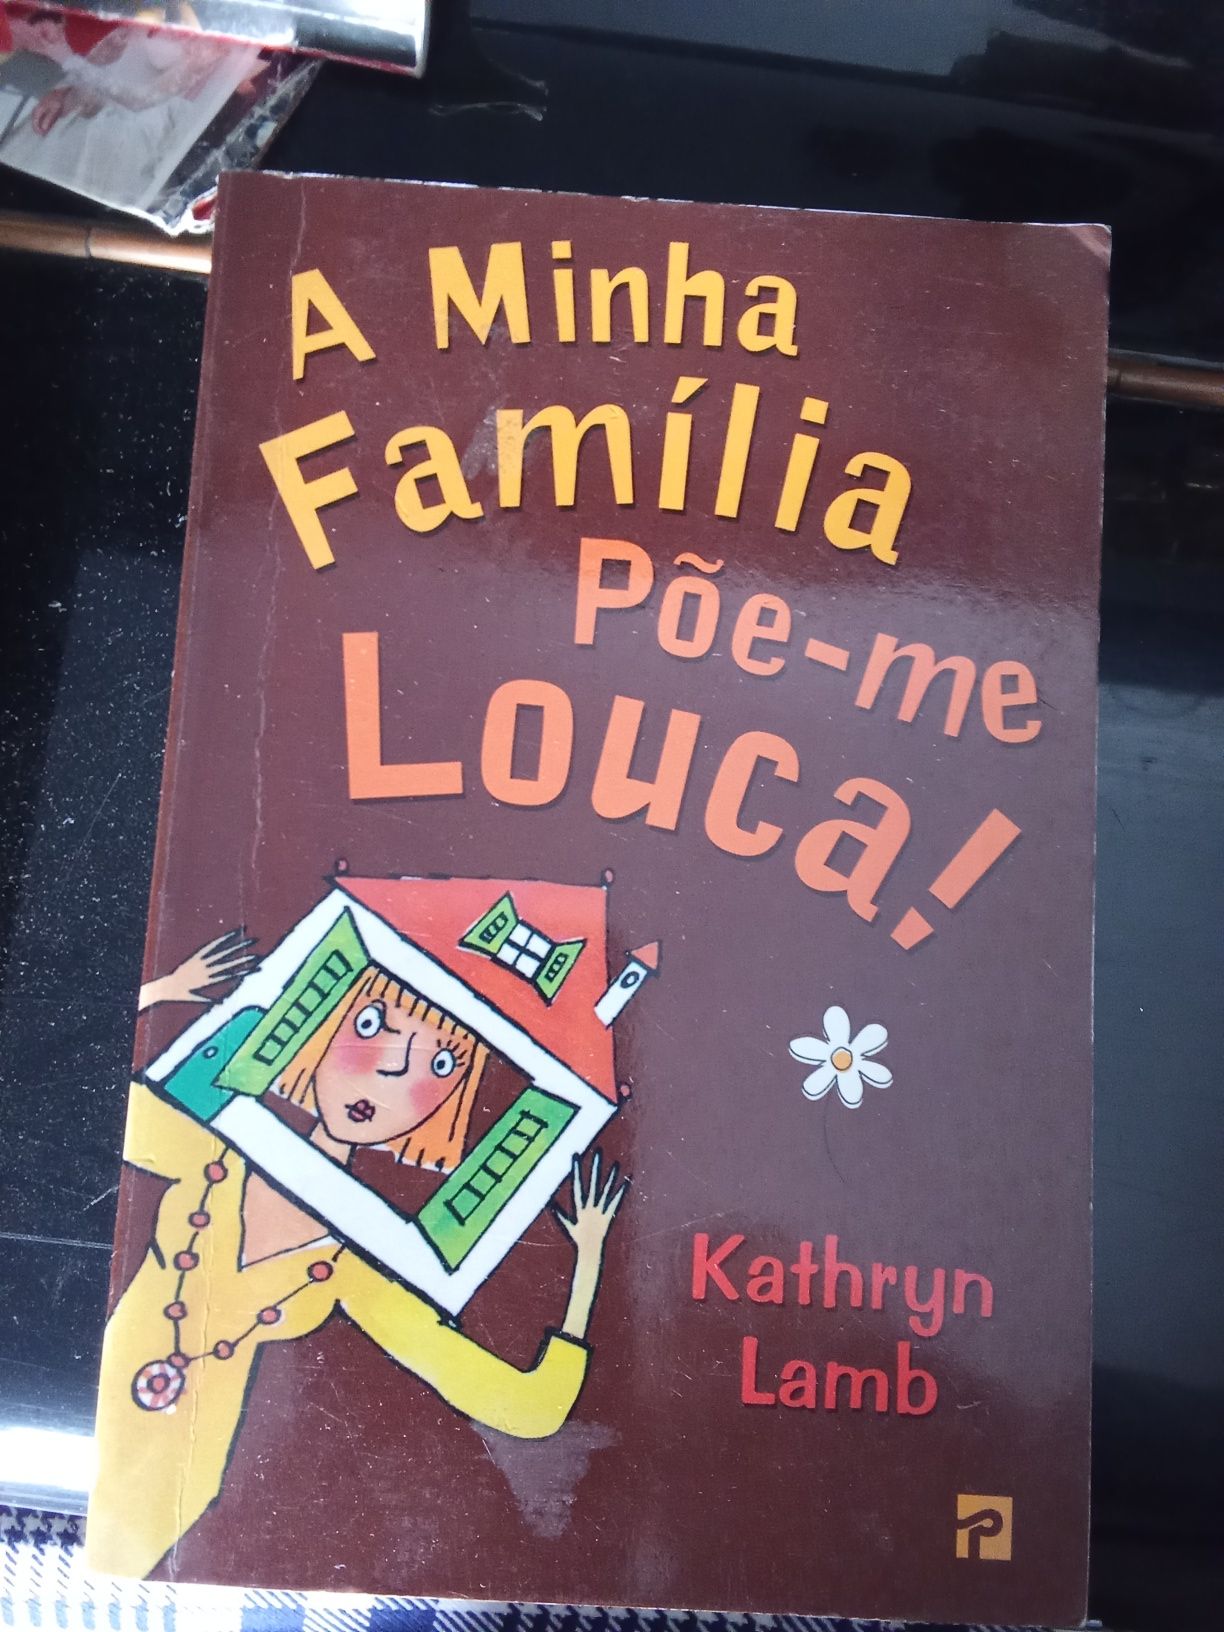 A Minha
Família
Põe-me
Louca!
Kathryn
Lamb